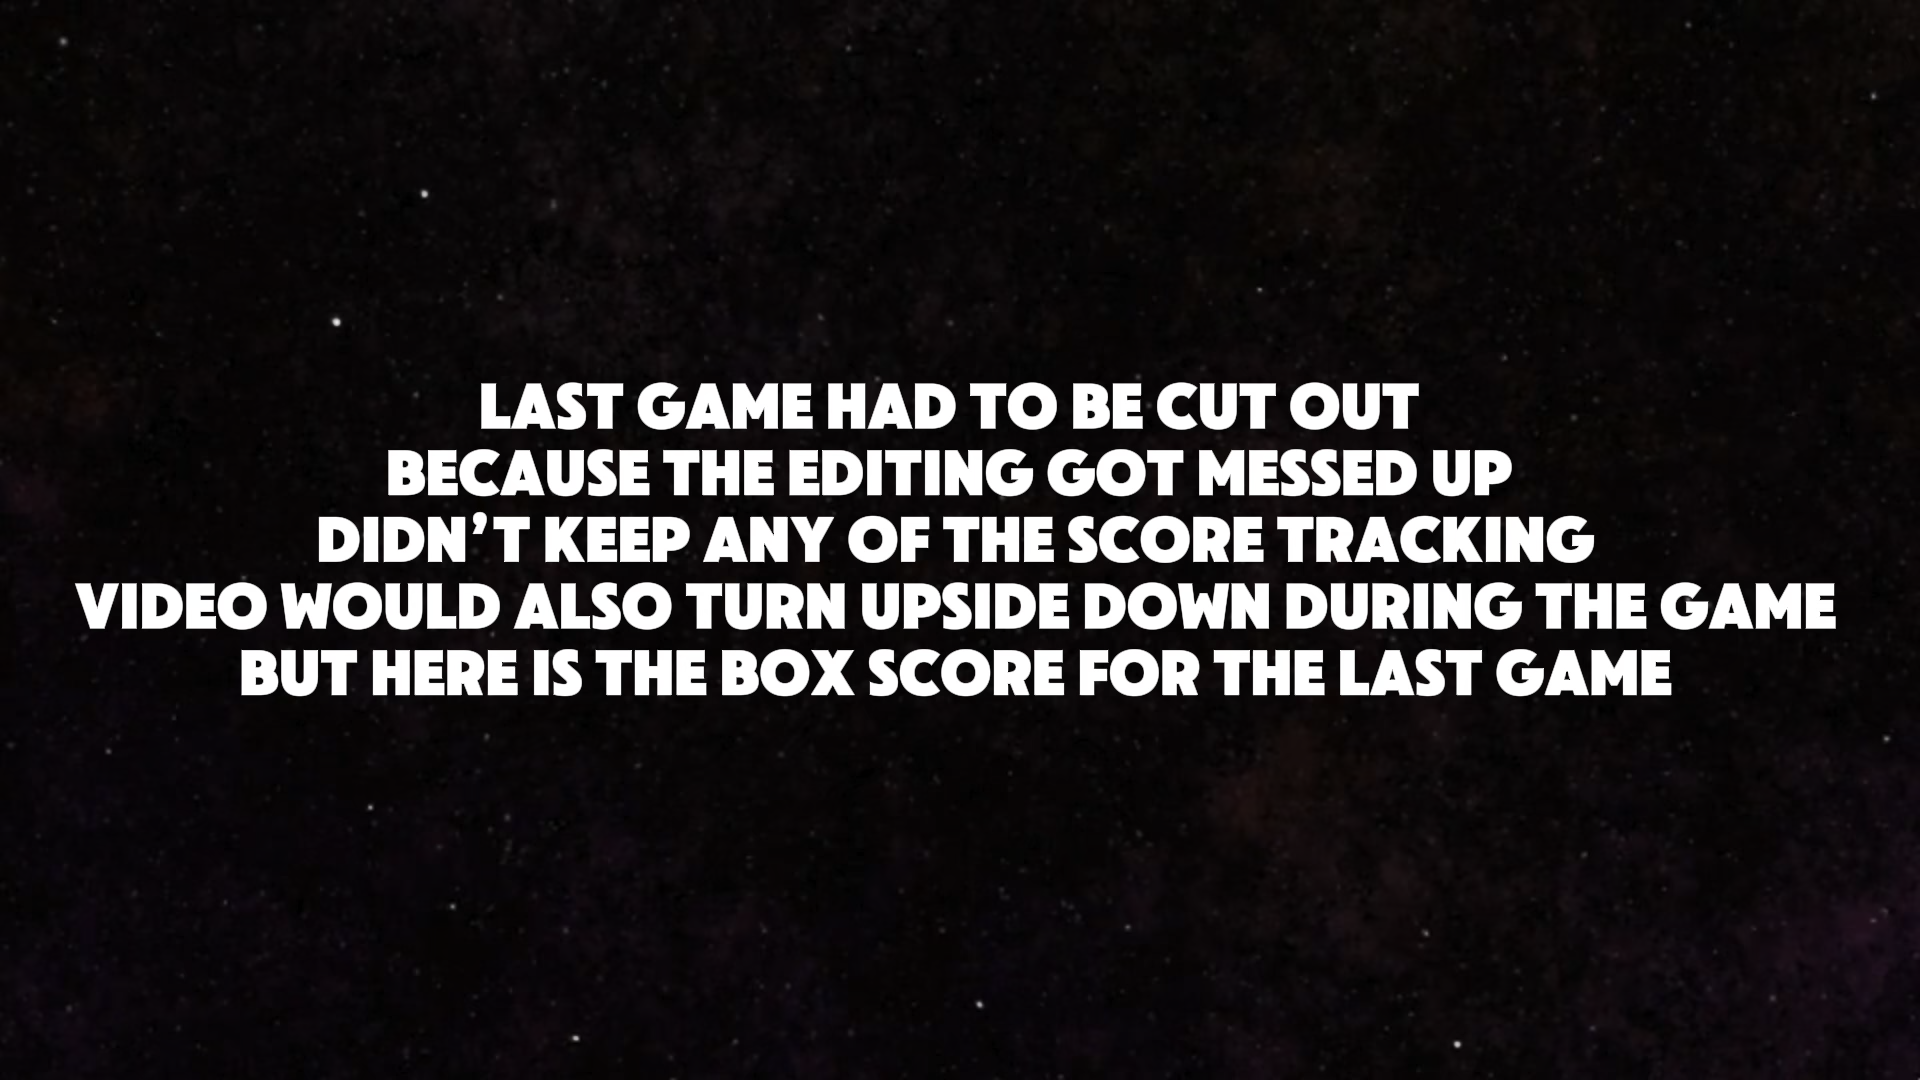 LAST GAME HAD TO BE CUT OUT
BECAUSE THE EDITING GOT MESSED UP
DIDN'T KEEP ANY OF THE SCORE TRACKING
VIDEO WOULD ALSO TURN UPSIDE DOWN DURING THE GAME
BUT HERE IS THE BOX SCORE FOR THE LAST GAME